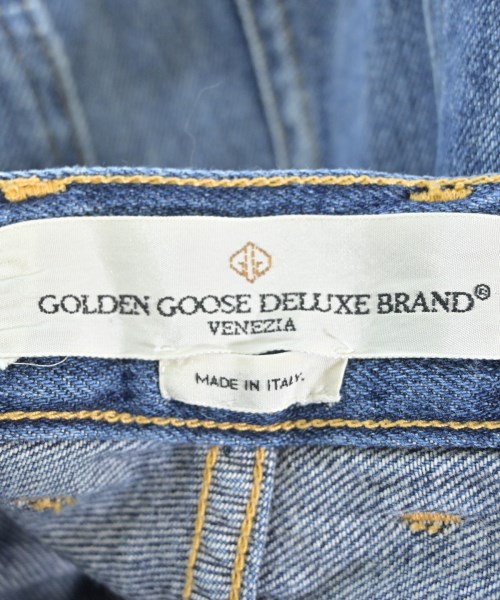 GOLDEN GOOSE DELUXE BRAND®
VENEZIA
MADE IN ITALY.